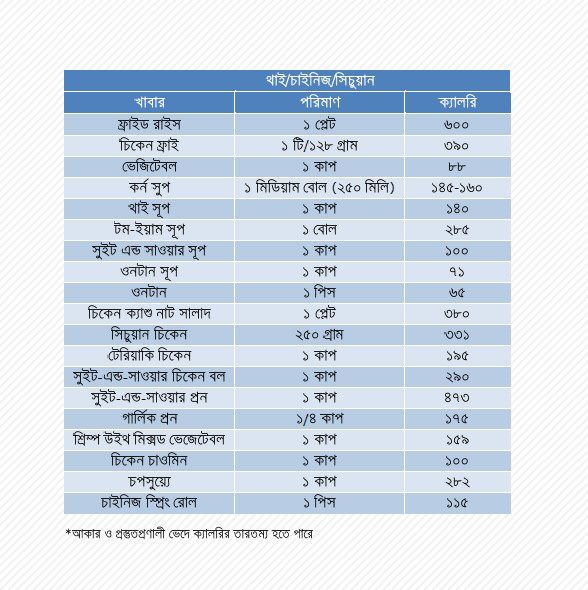 থাই/চাইনিজ/সিচুয়ান
খাবার পরিমাণ ক্যালরি
ফ্রাইড রাইস ১ প্লেট ৬০০
চিকেন ফ্রাই ১ টি/১২৮ গ্রাম ৩৯০
ভেজিটেবল ১ কাপ ৮৮
কর্ন সুপ ১ মিডিয়াম বোল (২৫০ মিলি) ১৪৫-১৬০
থাই সূপ ১ কাপ ১৪০
টম-ইয়াম সূপ ১ বোল ২৮৫
সুইট এন্ড সাওয়ার সূপ ১ কাপ ১০০
ওনটান সূপ ১ কাপ ৭১
ওনটান ১ পিস ৬৫
চিকেন ক্যাশু নাট সালাদ ১ প্লেট ৩৮০
সিচুয়ান চিকেন ২৫০ গ্রাম ৩৩১
টেরিয়াকি চিকেন ১ কাপ ১৯৫
সুইট-এন্ড-সাওয়ার চিকেন বল ১ কাপ ২৯০
সুইট-এন্ড-সাওয়ার প্রন ১ কাপ ৪৭৩
গার্লিক প্রন ১/৪ কাপ ১৭৫
শ্রিম্প উইথ মিক্সড ভেজেটেবল ১ কাপ ১৫৯
চিকেন চাওমিন ১ কাপ ১০০
চপসুয়্যে ১ কাপ ২৮২
চাইনিজ স্প্রিং রোল ১ পিস ১১৫
*আকার ও প্রস্তুতপ্রণালী ভেদে ক্যালরির তারতম্য হতে পারে